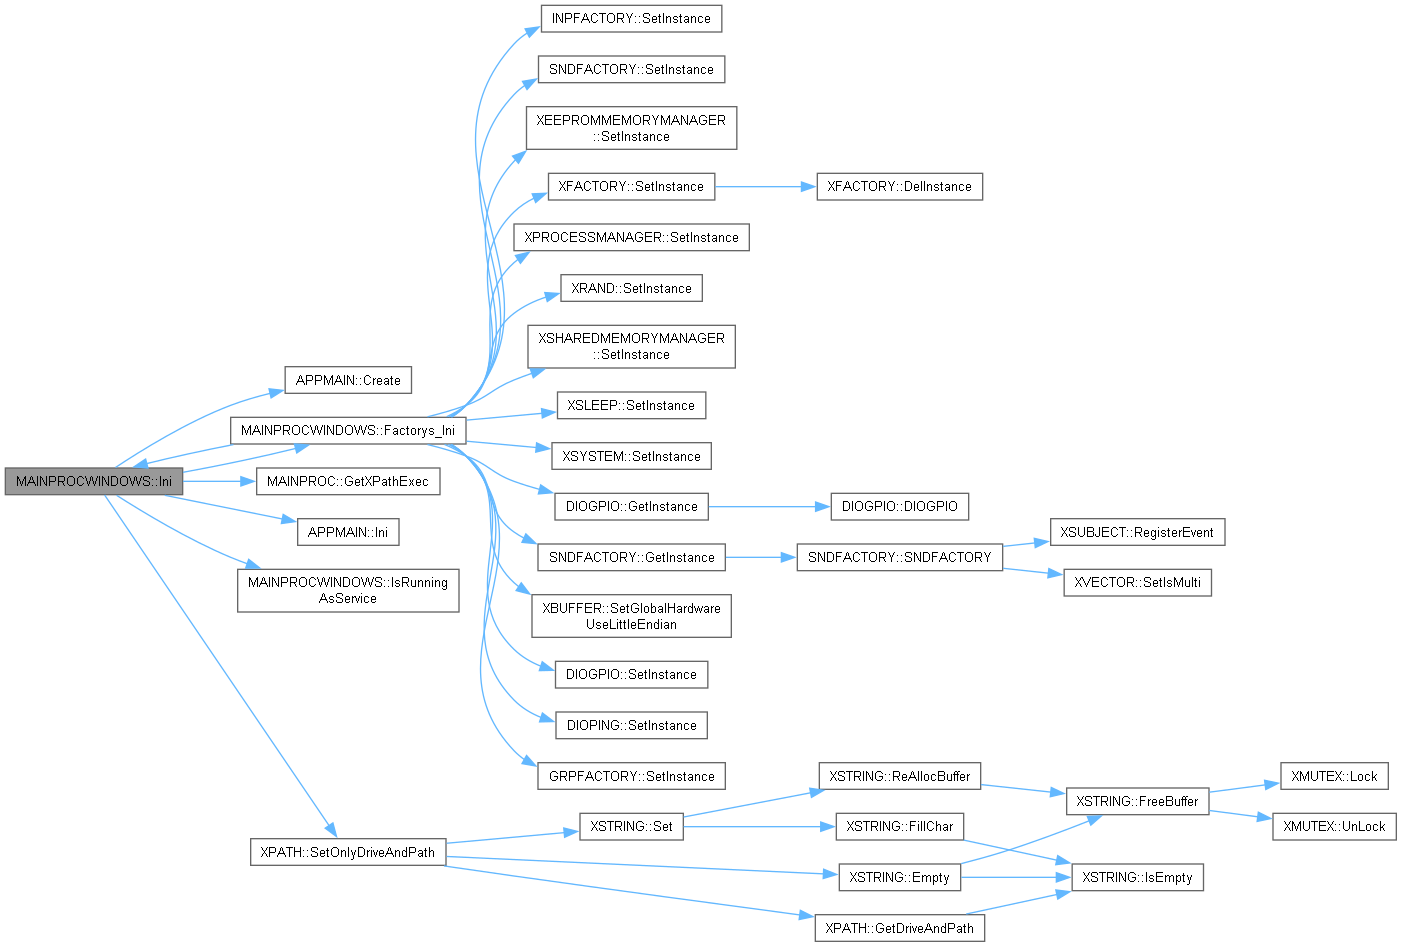 INPFACTORY::SetInstance
SNDFACTORY::SetInstance
XEEPROMMEMORYMANAGER
::SetInstance
XFACTORY::SetInstance
XFACTORY::DelInstance
XPROCESSMANAGER::SetInstance
XRAND::SetInstance
XSHAREDMEMORYMANAGER
::SetInstance
APPMAIN::Create
XSLEEP::SetInstance
MAINPROCWINDOWS::Factorys_Ini
XSYSTEM::SetInstance
MAINPROCWINDOWS::Ini
MAINPROC::GetXPathExec
DIOGPIO::GetInstance
DIOGPIO::DIOGPIO
APPMAIN::Ini
XSUBJECT::RegisterEvent
SNDFACTORY::GetInstance
SNDFACTORY::SNDFACTORY
MAINPROCWINDOWS::IsRunning
AsService
XVECTOR::SetIsMulti
XBUFFER::SetGlobalHardware
UseLittleEndian
DIOGPIO::SetInstance
DIOPING::SetInstance
GRPFACTORY::SetInstance
XSTRING::ReAllocBuffer
XMUTEX::Lock
XSTRING::FreeBuffer
XSTRING::Set
XSTRING::FillChar
XMUTEX::UnLock
XPATH::SetOnlyDriveAndPath
XSTRING::Empty
XSTRING::IsEmpty
XPATH::GetDriveAndPath